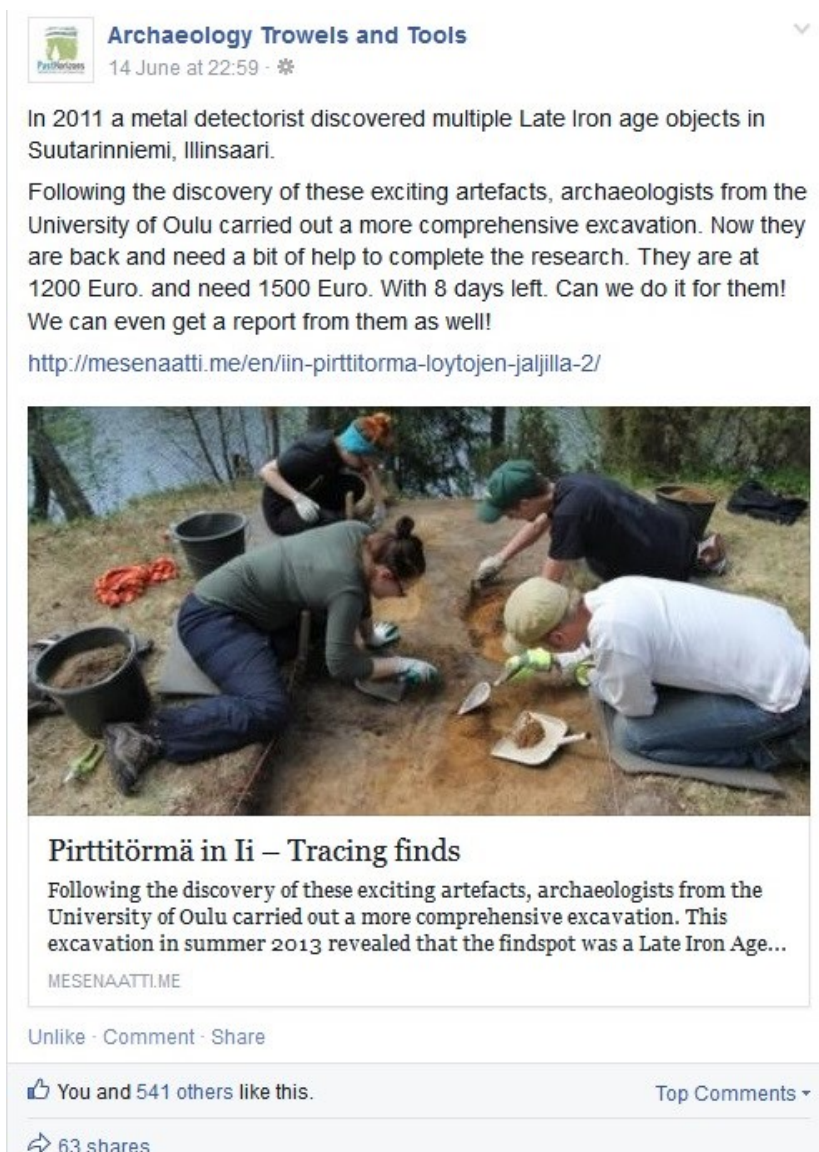 PastHorizons
Archaeology Trowels and Tools
14 June at 22:59 ·
In 2011 a metal detectorist discovered multiple Late Iron age objects in
Suutarinniemi, Illinsaari.
Following the discovery of these exciting artefacts, archaeologists from the
University of Oulu carried out a more comprehensive excavation. Now they
are back and need a bit of help to complete the research. They are at
1200 Euro. and need 1500 Euro. With 8 days left. Can we do it for them!
We can even get a report from them as well!
http://mesenaatti.me/en/iin-pirttitorma-loytojen-jaljilla-2/
Pirttitörmä in Ii – Tracing finds
Following the discovery of these exciting artefacts, archaeologists from the
University of Oulu carried out a more comprehensive excavation. This
excavation in summer 2013 revealed that the findspot was a Late Iron Age...
MESENAATTI.ME
Unlike · Comment · Share
You and 541 others like this.
Top Comments
63 shares